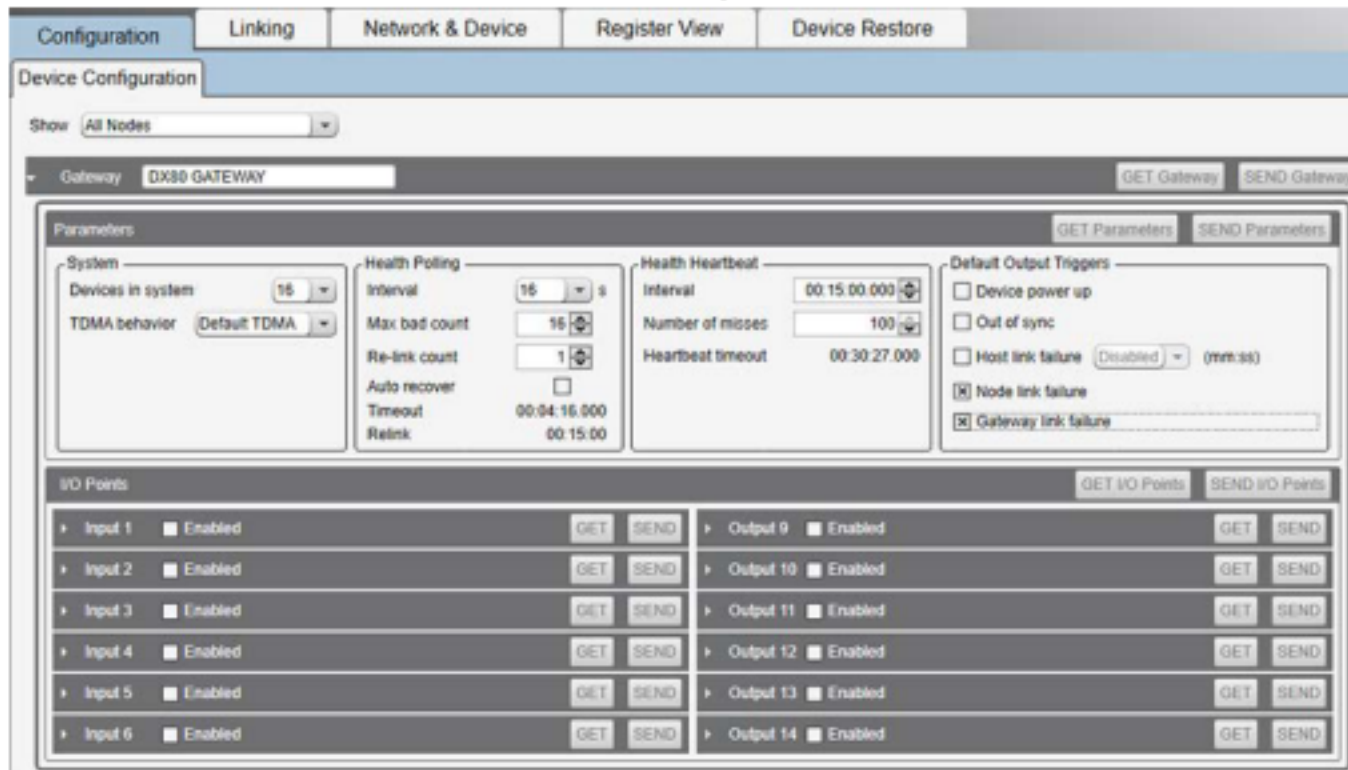 Configuration Linking Network & Device Register View Device Restore
Device Configuration
Show All Nodes
Gateway DX80 GATEWAY GET Gateway SEND Gateway
Parameters GET Parameters SEND Parameters
System
Devices in system 16
TDMA behavior Default TDMA
Health Polling
Interval 16 s
Max bad count 16
Re-link count 1
Auto recover
Timeout 00:04:16.000
Relink 00:15:00
Health Heartbeat
Interval 00:15:00.000
Number of misses 100
Heartbeat timeout 00:30:27.000
Default Output Triggers
Device power up
Out of sync
Host link failure Disabled (mm:ss)
Node link failure
Gateway link failure
I/O Points GET I/O Points SEND I/O Points
Input 1 Enabled GET SEND Output 9 Enabled GET SEND
Input 2 Enabled GET SEND Output 10 Enabled GET SEND
Input 3 Enabled GET SEND Output 11 Enabled GET SEND
Input 4 Enabled GET SEND Output 12 Enabled GET SEND
Input 5 Enabled GET SEND Output 13 Enabled GET SEND
Input 6 Enabled GET SEND Output 14 Enabled GET SEND